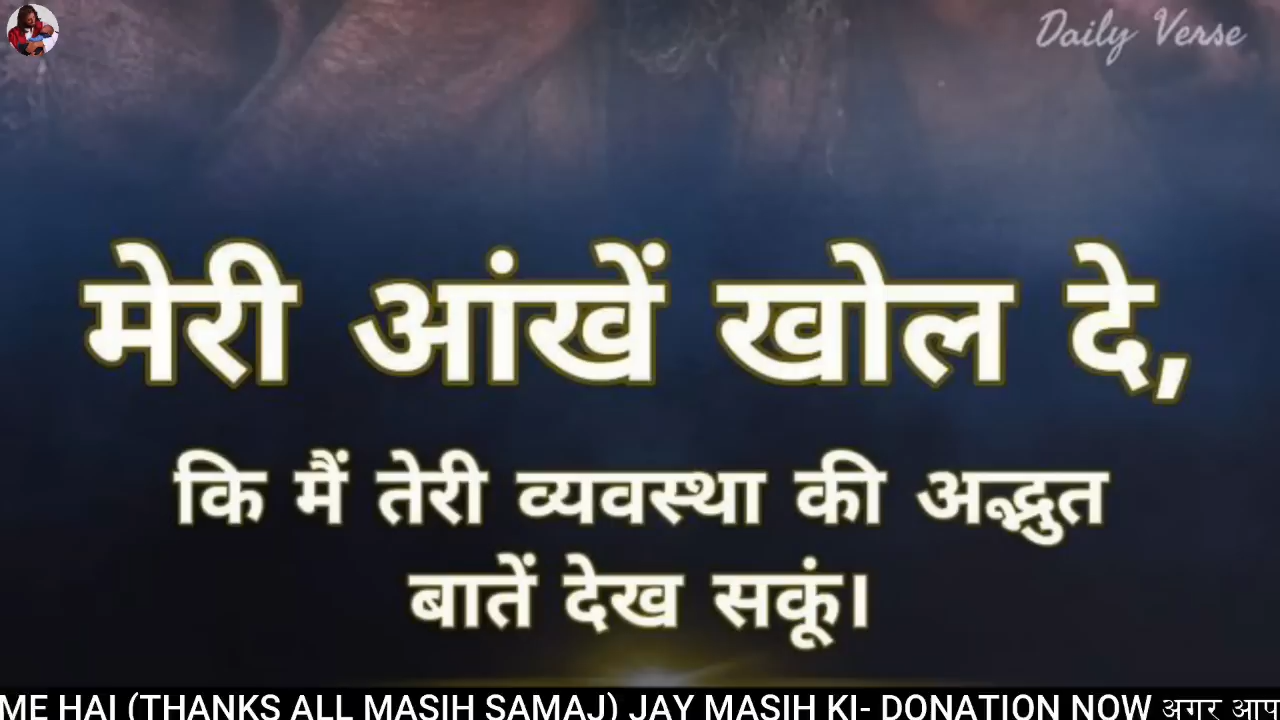 Daily Verse
मेरी आंखें खोल दे,
कि मैं तेरी व्यवस्था की अद्भुत
बातें देख सकूं।
ME HAI (THANKS ALL MASIH SAMAJ) JAY MASIH KI- DONATION NOW अगर आप